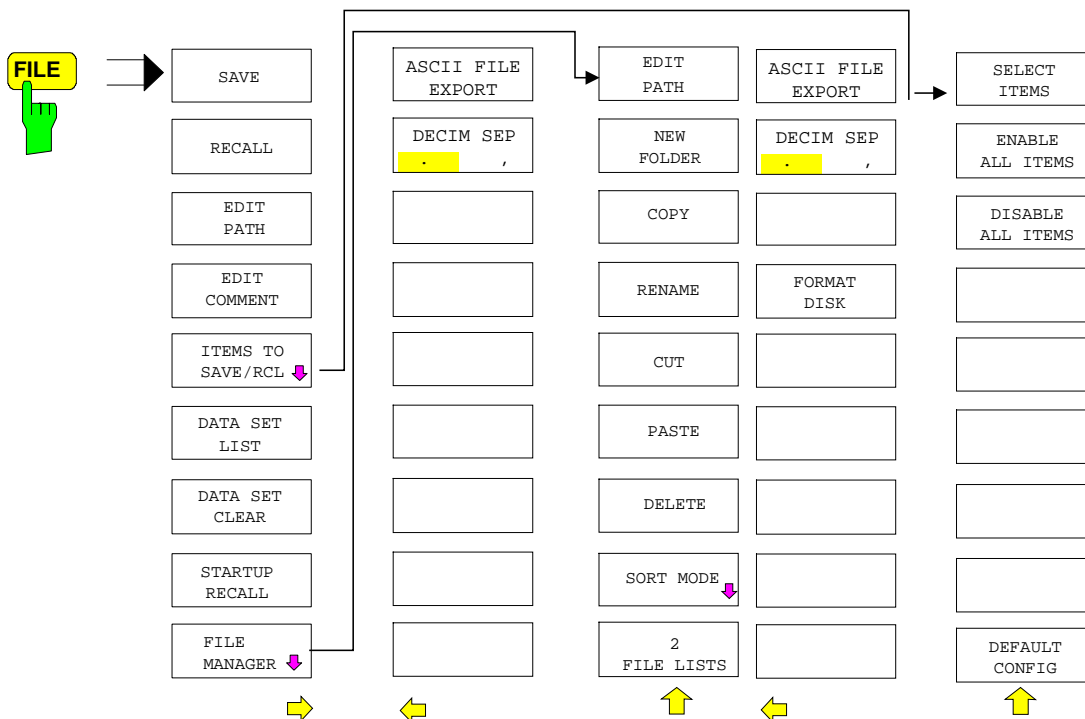 FILE
SAVE
RECALL
EDIT
PATH
EDIT
COMMENT
ITEMS TO
SAVE/RCL
DATA SET
LIST
DATA SET
CLEAR
STARTUP
RECALL
FILE
MANAGER
ASCII FILE
EXPORT
DECIM SEP
. ,
EDIT
PATH
NEW
FOLDER
COPY
RENAME
CUT
PASTE
DELETE
SORT MODE
2
FILE LISTS
ASCII FILE
EXPORT
DECIM SEP
. ,
FORMAT
DISK
SELECT
ITEMS
ENABLE
ALL ITEMS
DISABLE
ALL ITEMS
DEFAULT
CONFIG